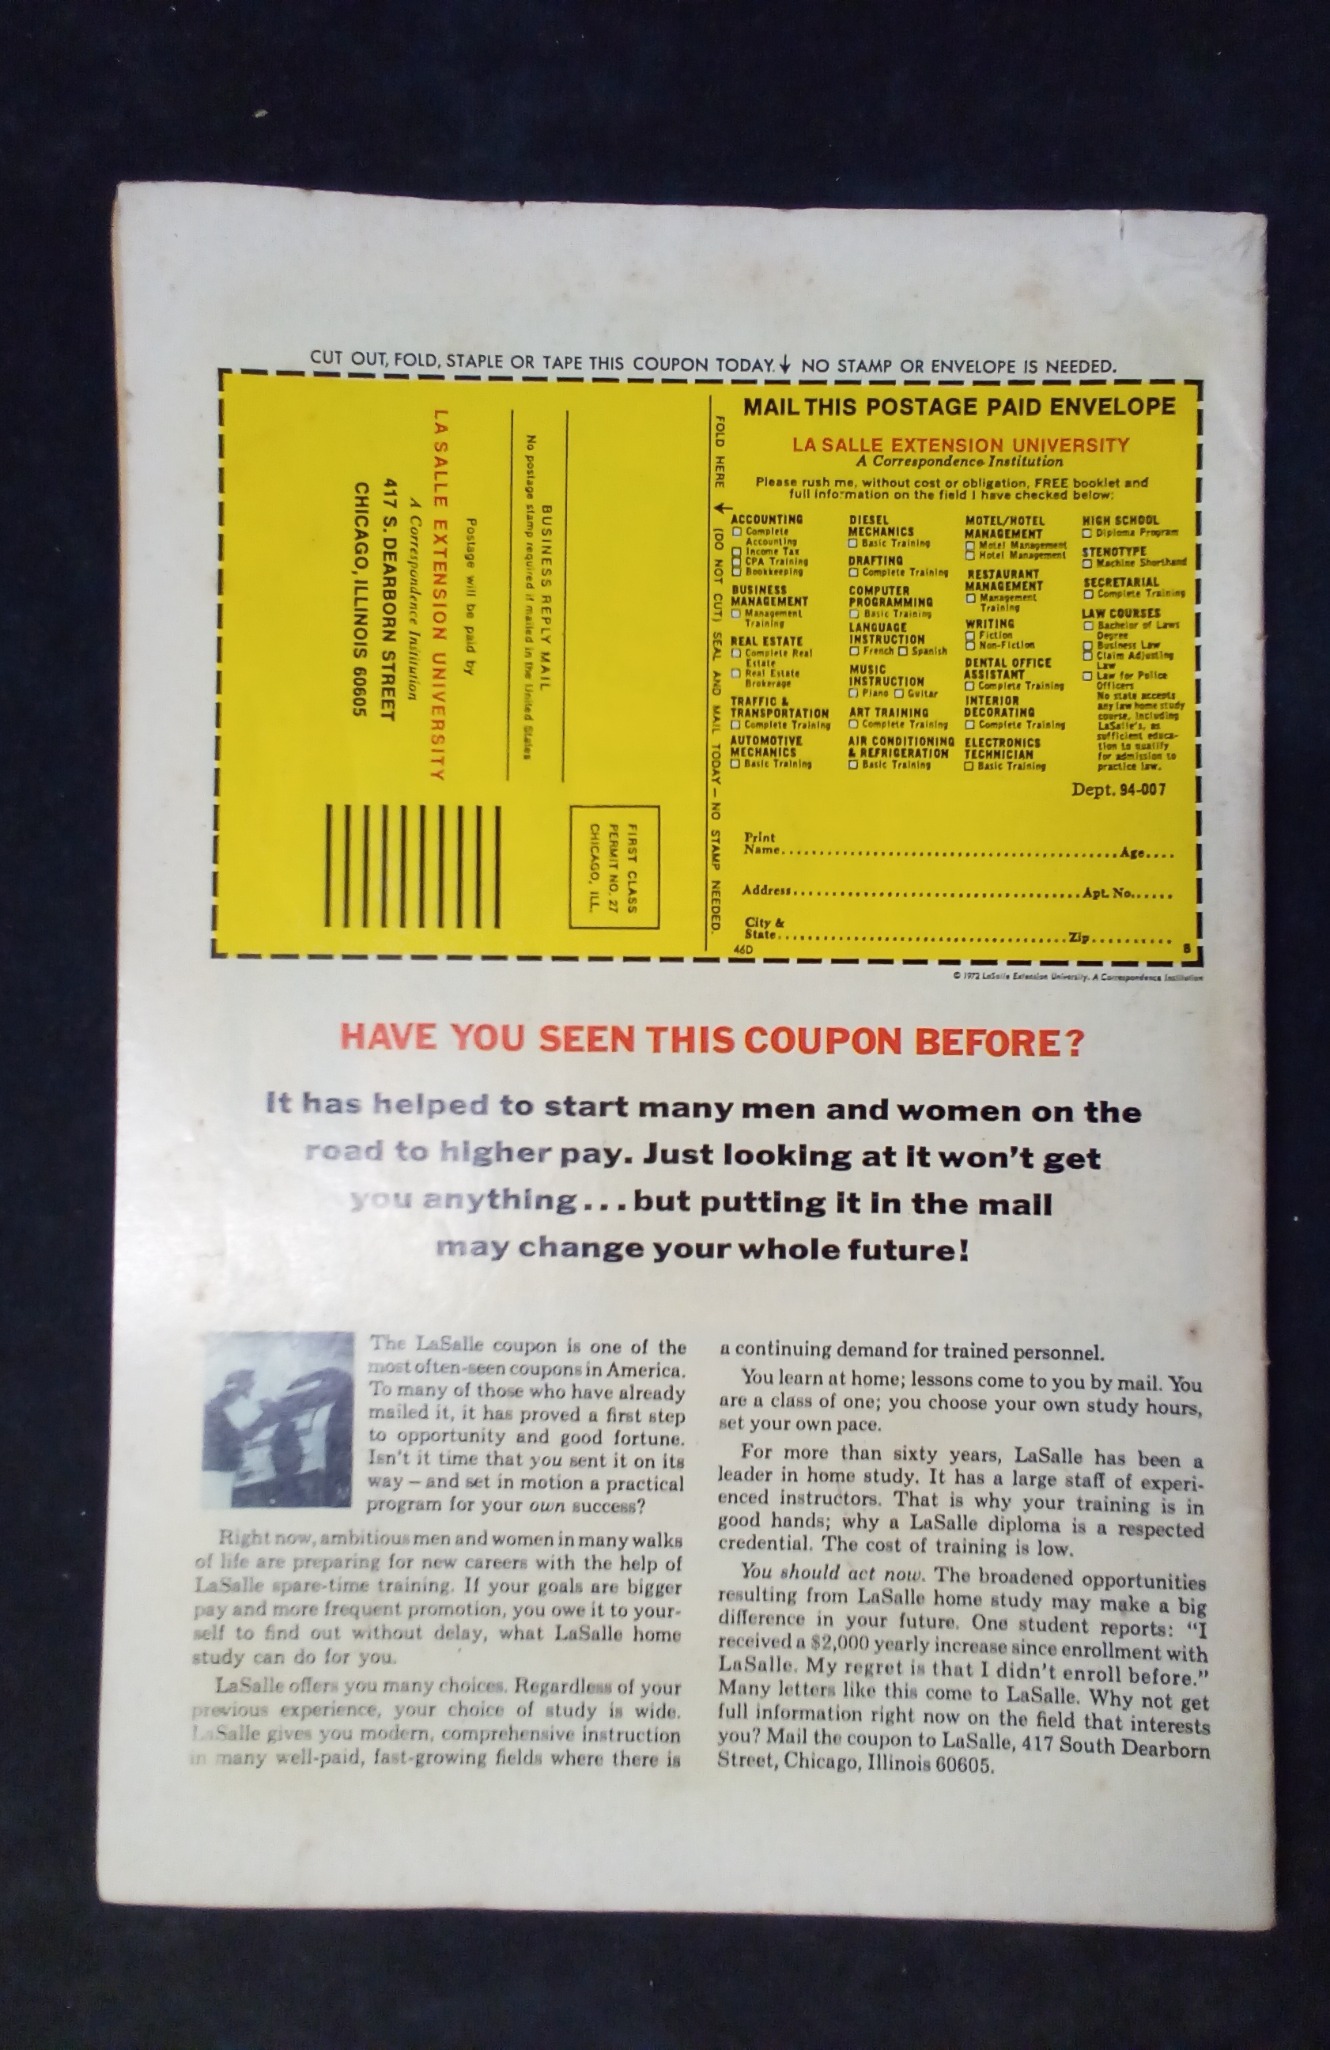 CUT OUT, FOLD, STAPLE OR TAPE THIS COUPON TODAY. ↓ NO STAMP OR ENVELOPE IS NEEDED.
LA SALLE EXTENSION UNIVERSITY
A Correspondence Institution
417 S. DEARBORN STREET
CHICAGO, ILLINOIS 60605
Postage will be paid by
No postage stamp required if mailed in the United States
BUSINESS REPLY MAIL
FIRST CLASS
PERMIT NO. 27
CHICAGO, ILL.
FOLD HERE ↓ (DO NOT CUT) SEAL AND MAIL TODAY — NO STAMP NEEDED.
MAIL THIS POSTAGE PAID ENVELOPE
LA SALLE EXTENSION UNIVERSITY
A Correspondence Institution
Please rush me, without cost or obligation, FREE booklet and
full information on the field I have checked below:
ACCOUNTING
☐ Complete
Accounting
☐ Income Tax
☐ CPA Training
☐ Bookkeeping
BUSINESS
MANAGEMENT
☐ Management
Training
REAL ESTATE
☐ Complete Real
Estate
☐ Real Estate
Brokerage
TRAFFIC &
TRANSPORTATION
☐ Complete Training
AUTOMOTIVE
MECHANICS
☐ Basic Training
DIESEL
MECHANICS
☐ Basic Training
DRAFTING
☐ Complete Training
COMPUTER
PROGRAMMING
☐ Basic Training
LANGUAGE
INSTRUCTION
☐ French ☐ Spanish
MUSIC
INSTRUCTION
☐ Piano ☐ Guitar
ART TRAINING
☐ Complete Training
AIR CONDITIONING
& REFRIGERATION
☐ Basic Training
MOTEL/HOTEL
MANAGEMENT
☐ Motel Management
☐ Hotel Management
RESTAURANT
MANAGEMENT
☐ Management
Training
WRITING
☐ Fiction
☐ Non-Fiction
DENTAL OFFICE
ASSISTANT
☐ Complete Training
INTERIOR
DECORATING
☐ Complete Training
ELECTRONICS
TECHNICIAN
☐ Basic Training
HIGH SCHOOL
☐ Diploma Program
STENOTYPE
☐ Machine Shorthand
SECRETARIAL
☐ Complete Training
LAW COURSES
☐ Bachelor of Laws
Degree
☐ Business Law
☐ Claim Adjusting
Law
☐ Law for Police
Officers
No state accepts
any law home study
course, including
LaSalle's, as
sufficient educa-
tion to qualify
for admission to
practice law.
Dept. 94-007
Print
Name..........Age....
Address..........Apt. No......
City &
State..........Zip..........
46D
B
© 1972 LaSalle Extension University. A Correspondence Institution
HAVE YOU SEEN THIS COUPON BEFORE?
It has helped to start many men and women on the
road to higher pay. Just looking at it won't get
you anything...but putting it in the mail
may change your whole future!
The LaSalle coupon is one of the
most often-seen coupons in America.
To many of those who have already
mailed it, it has proved a first step
to opportunity and good fortune.
Isn't it time that you sent it on its
way — and set in motion a practical
program for your own success?
Right now, ambitious men and women in many walks
of life are preparing for new careers with the help of
LaSalle spare-time training. If your goals are bigger
pay and more frequent promotion, you owe it to your-
self to find out without delay, what LaSalle home
study can do for you.
LaSalle offers you many choices. Regardless of your
previous experience, your choice of study is wide.
LaSalle gives you modern, comprehensive instruction
in many well-paid, fast-growing fields where there is
a continuing demand for trained personnel.
You learn at home; lessons come to you by mail. You
are a class of one; you choose your own study hours,
set your own pace.
For more than sixty years, LaSalle has been a
leader in home study. It has a large staff of experi-
enced instructors. That is why your training is in
good hands; why a LaSalle diploma is a respected
credential. The cost of training is low.
You should act now. The broadened opportunities
resulting from LaSalle home study may make a big
difference in your future. One student reports: "I
received a $2,000 yearly increase since enrollment with
LaSalle. My regret is that I didn't enroll before."
Many letters like this come to LaSalle. Why not get
full information right now on the field that interests
you? Mail the coupon to LaSalle, 417 South Dearborn
Street, Chicago, Illinois 60605.